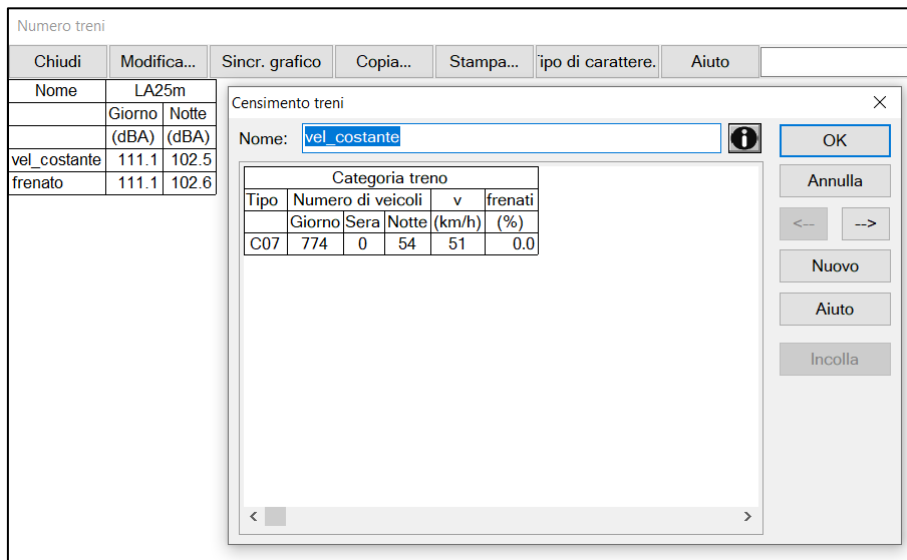 Numero treni
Chiudi Modifica... Sincr. grafico Copia... Stampa... ipo di carattere. Aiuto
Nome LA25m
Giorno Notte
(dBA) (dBA)
vel_costante 111.1 102.5
frenato 111.1 102.6
Censimento treni
Nome: vel_costante
OK
Annulla
<-- -->
Nuovo
Aiuto
Incolla
Categoria treno
Tipo Numero di veicoli v frenati
Giorno Sera Notte (km/h) (%)
C07 774 0 54 51 0.0